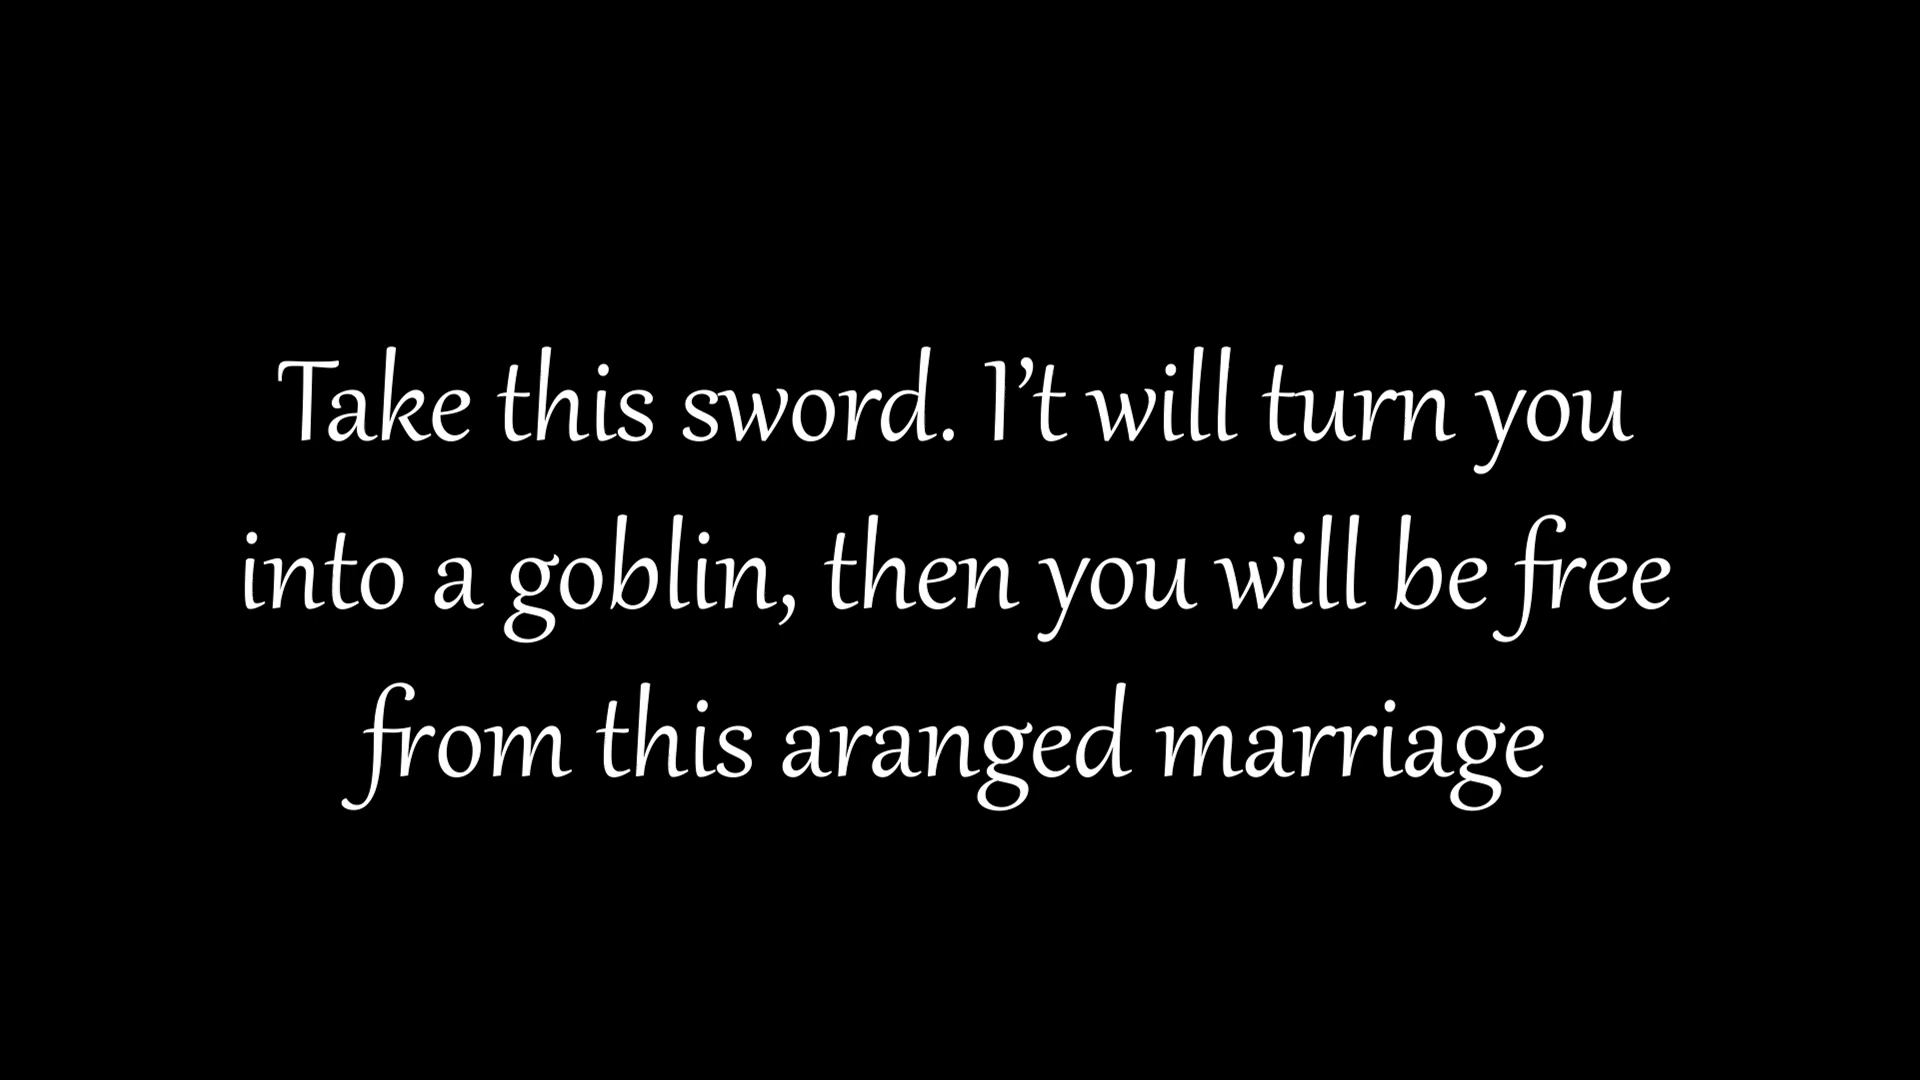 Take this sword. I’t will turn you
into a goblin, then you will be free
from this aranged marriage